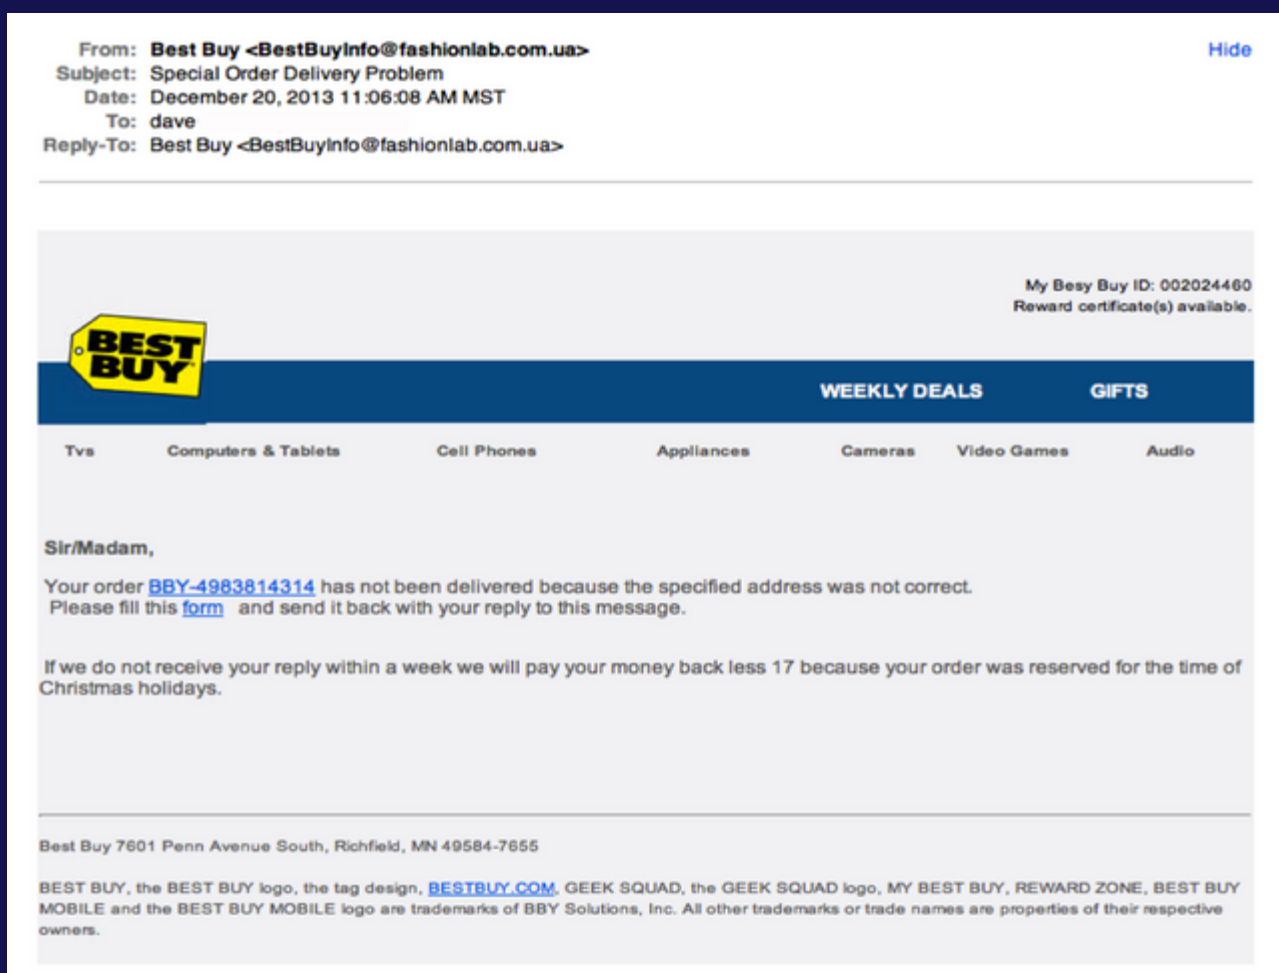 From: Best Buy <BestBuyInfo@fashionlab.com.ua>
Hide
Subject: Special Order Delivery Problem
Date: December 20, 2013 11:06:08 AM MST
To: dave
Reply-To: Best Buy <BestBuyInfo@fashionlab.com.ua>
My Besy Buy ID: 002024460
Reward certificate(s) available.
BEST
BUY
WEEKLY DEALS GIFTS
Tvs Computers & Tablets Cell Phones Appliances Cameras Video Games Audio
Sir/Madam,
Your order BBY-4983814314 has not been delivered because the specified address was not correct.
Please fill this form and send it back with your reply to this message.
If we do not receive your reply within a week we will pay your money back less 17 because your order was reserved for the time of
Christmas holidays.
Best Buy 7601 Penn Avenue South, Richfield, MN 49584-7655
BEST BUY, the BEST BUY logo, the tag design, BESTBUY.COM, GEEK SQUAD, the GEEK SQUAD logo, MY BEST BUY, REWARD ZONE, BEST BUY
MOBILE and the BEST BUY MOBILE logo are trademarks of BBY Solutions, Inc. All other trademarks or trade names are properties of their respective
owners.